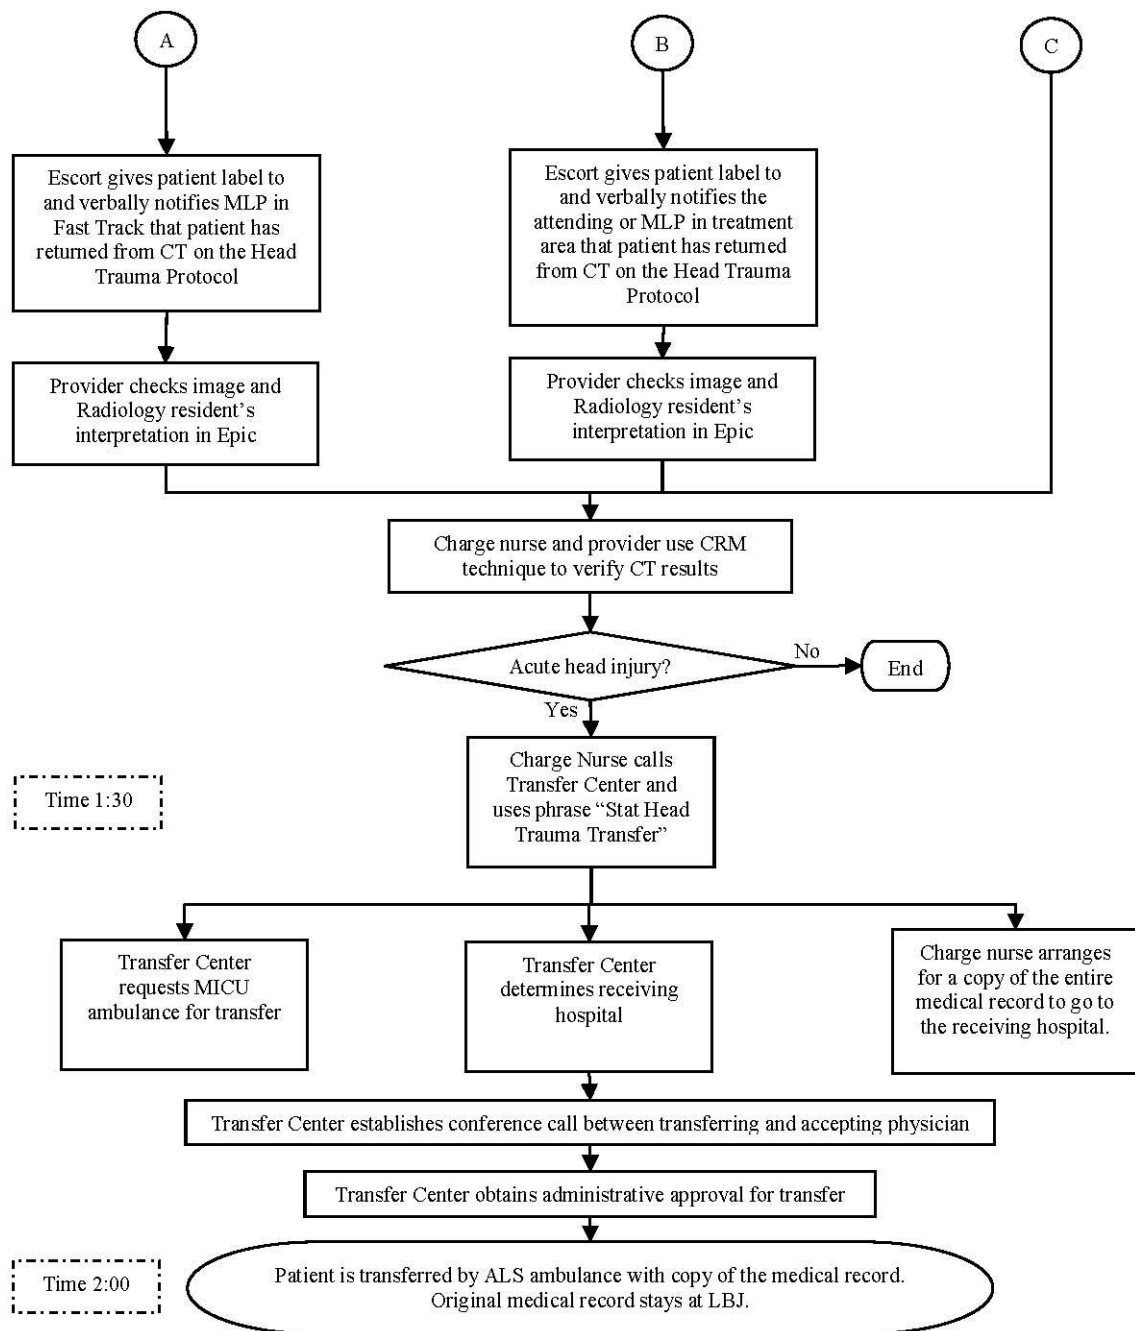 A
B
C
Escort gives patient label to
and verbally notifies MLP in
Fast Track that patient has
returned from CT on the Head
Trauma Protocol
Escort gives patient label to
and verbally notifies the
attending or MLP in treatment
area that patient has returned
from CT on the Head Trauma
Protocol
Provider checks image and
Radiology resident's
interpretation in Epic
Provider checks image and
Radiology resident's
interpretation in Epic
Charge nurse and provider use CRM
technique to verify CT results
Acute head injury?
No
End
Yes
Time 1:30
Charge Nurse calls
Transfer Center and
uses phrase “Stat Head
Trauma Transfer”
Transfer Center
requests MICU
ambulance for transfer
Transfer Center
determines receiving
hospital
Charge nurse arranges
for a copy of the entire
medical record to go to
the receiving hospital.
Transfer Center establishes conference call between transferring and accepting physician
Transfer Center obtains administrative approval for transfer
Time 2:00
Patient is transferred by ALS ambulance with copy of the medical record.
Original medical record stays at LBJ.